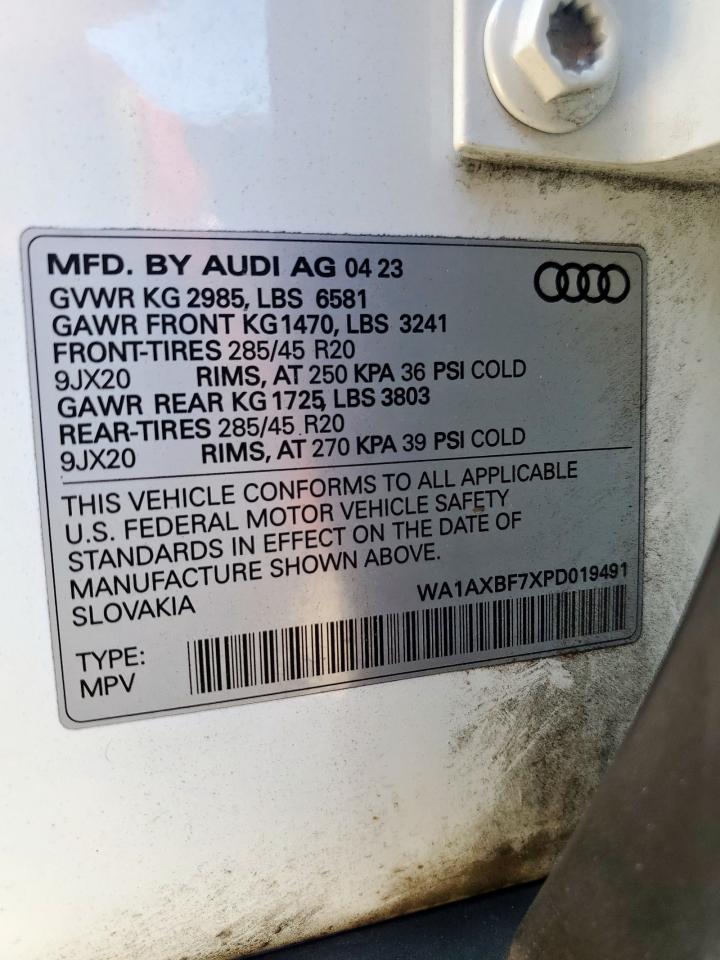 MFD. BY AUDI AG 04 23
GVWR KG 2985, LBS 6581
GAWR FRONT KG1470, LBS 3241
FRONT-TIRES 285/45 R20
9JX20 RIMS, AT 250 KPA 36 PSI COLD
GAWR REAR KG 1725, LBS 3803
REAR-TIRES 285/45 R20
9JX20 RIMS, AT 270 KPA 39 PSI COLD
THIS VEHICLE CONFORMS TO ALL APPLICABLE
U.S. FEDERAL MOTOR VEHICLE SAFETY
STANDARDS IN EFFECT ON THE DATE OF
MANUFACTURE SHOWN ABOVE.
SLOVAKIA WA1AXBF7XPD019491
TYPE:
MPV